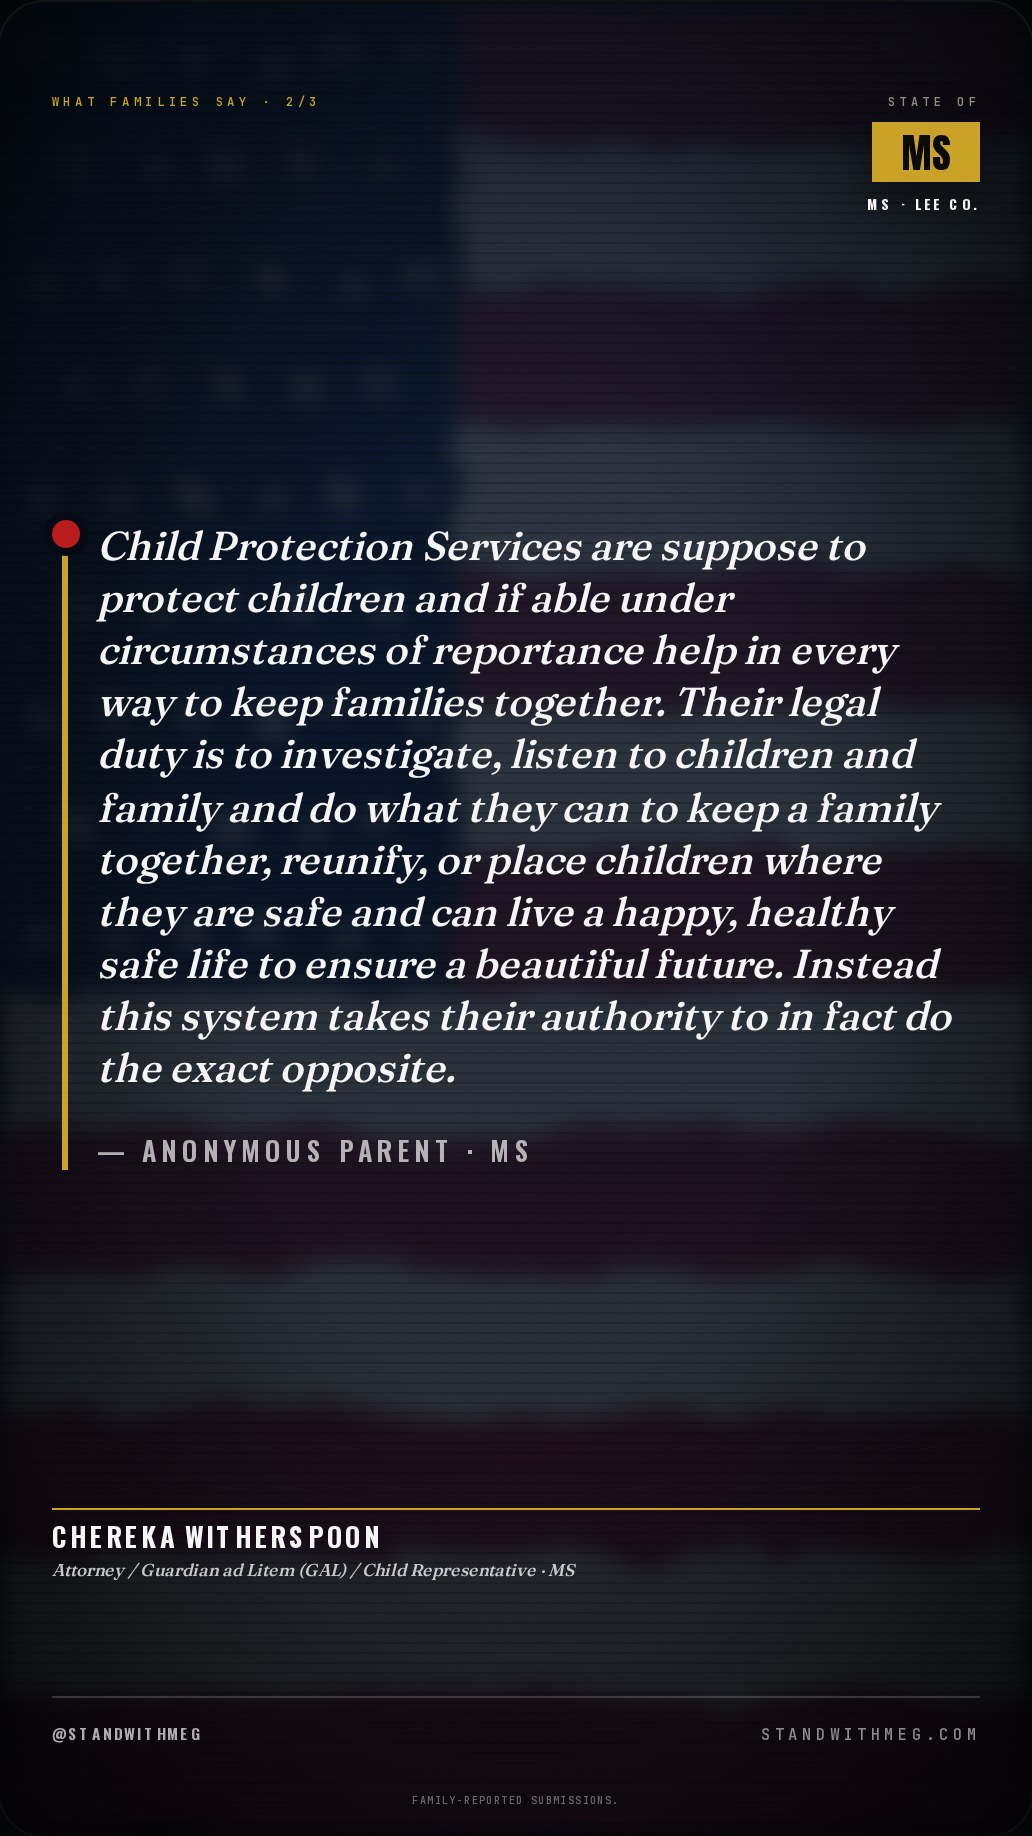 WHAT FAMILIES SAY · 2/3
STATE OF
MS
MS · LEE CO.
Child Protection Services are suppose to
protect children and if able under
circumstances of reportance help in every
way to keep families together. Their legal
duty is to investigate, listen to children and
family and do what they can to keep a family
together, reunify, or place children where
they are safe and can live a happy, healthy
safe life to ensure a beautiful future. Instead
this system takes their authority to in fact do
the exact opposite.
— ANONYMOUS PARENT · MS
CHEREKA WITHERSPOON
Attorney / Guardian ad Litem (GAL) / Child Representative · MS
@STANDWITHMEG
STANDWITHMEG.COM
FAMILY-REPORTED SUBMISSIONS.